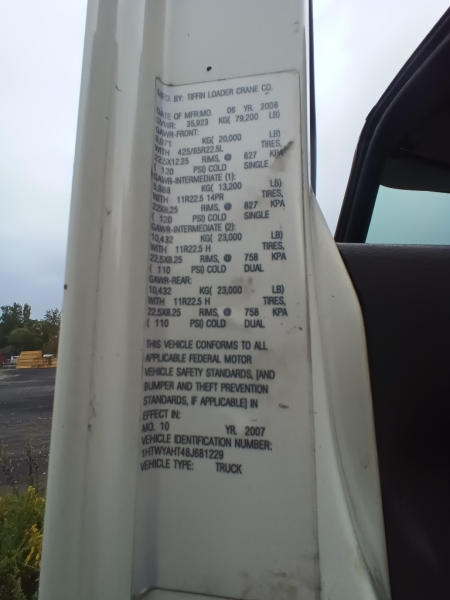 MFG. BY: TIFFIN LOADER CRANE CO.
DATE OF MFR:MO. 06 YR. 2008
GVWR: 35,923 KG( 79,200 LB)
GAWR-FRONT:
9,071 KG( 20,000 LB)
WITH 425/65R22.5L TIRES,
22.5X12.25 RIMS, @ 827 KPA
( 120 PSI) COLD SINGLE
GAWR-INTERMEDIATE (1):
5,988 KG( 13,200 LB)
WITH 11R22.5 14PR TIRES,
RIMS, @ 827 KPA
( 120 PSI) COLD SINGLE
GAWR-INTERMEDIATE (2):
10,432 KG( 23,000 LB)
WITH 11R22.5 H TIRES,
22.5X8.25 RIMS, @ 758 KPA
( 110 PSI) COLD DUAL
GAWR-REAR:
10,432 KG( 23,000 LB)
WITH 11R22.5 H TIRES,
22.5X8.25 RIMS, @ 758 KPA
( 110 PSI) COLD DUAL
THIS VEHICLE CONFORMS TO ALL
APPLICABLE FEDERAL MOTOR
VEHICLE SAFETY STANDARDS, [AND
BUMPER AND THEFT PREVENTION
STANDARDS, IF APPLICABLE] IN
EFFECT IN:
MO. 10 YR. 2007
VEHICLE IDENTIFICATION NUMBER:
1HTWYAHT48J681229
VEHICLE TYPE: TRUCK